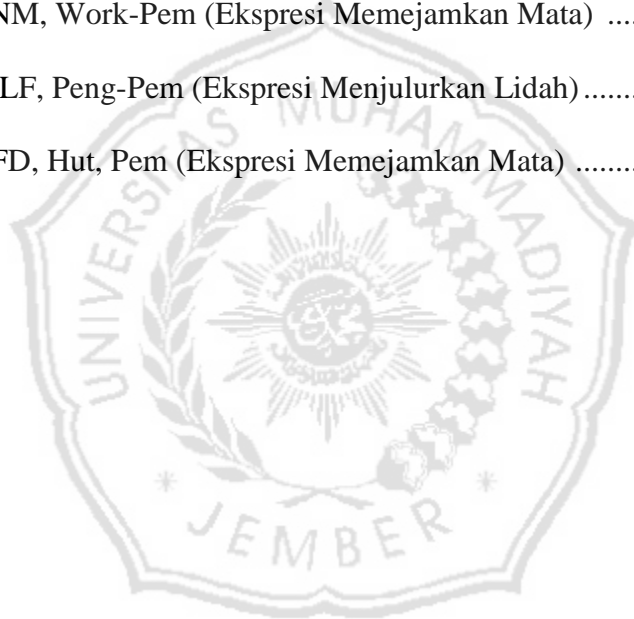 NM, Work-Pem (Ekspresi Memejamkan Mata) ....
LF, Peng-Pem (Ekspresi Menjulurkan Lidah).......
FD, Hut, Pem (Ekspresi Memejamkan Mata) ........
UNIVERSITAS MUHAMMADIYAH
JEMBER